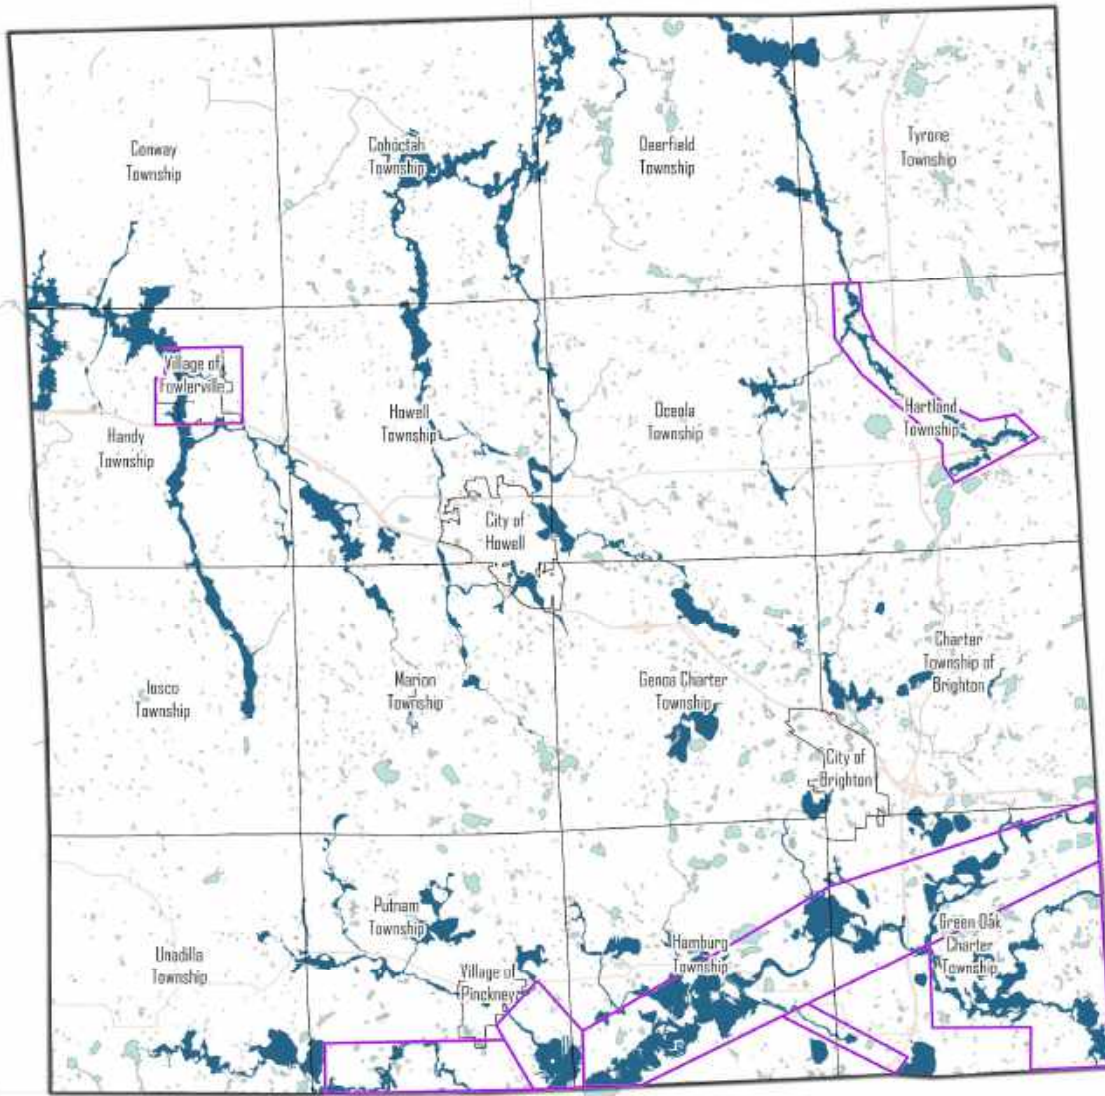 Conway
Township
Cohoctah
Township
Deerfield
Township
Tyrone
Township
Village of
Fowlerville
Handy
Township
Howell
Township
Oceola
Township
Hartland
Township
City of
Howell
Iosco
Township
Marion
Township
Genoa Charter
Township
Charter
Township of
Brighton
City of
Brighton
Unadilla
Township
Putnam
Township
Village of
Pinckney
Hamburg
Township
Green Oak
Charter
Township